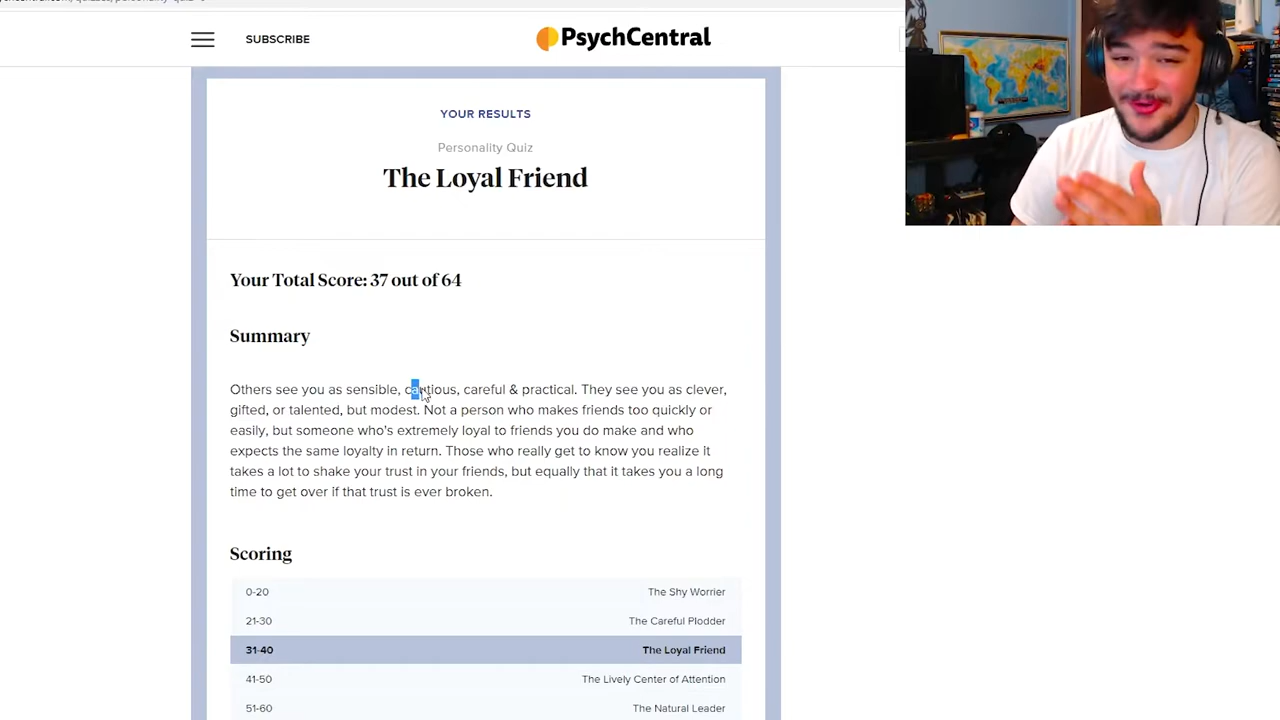 SUBSCRIBE
PsychCentral
YOUR RESULTS
Personality Quiz
The Loyal Friend
Your Total Score: 37 out of 64
Summary
Others see you as sensible, cautious, careful & practical. They see you as clever,
gifted, or talented, but modest. Not a person who makes friends too quickly or
easily, but someone who's extremely loyal to friends you do make and who
expects the same loyalty in return. Those who really get to know you realize it
takes a lot to shake your trust in your friends, but equally that it takes you a long
time to get over if that trust is ever broken.
Scoring
0-20 The Shy Worrier
21-30 The Careful Plodder
31-40 The Loyal Friend
41-50 The Lively Center of Attention
51-60 The Natural Leader